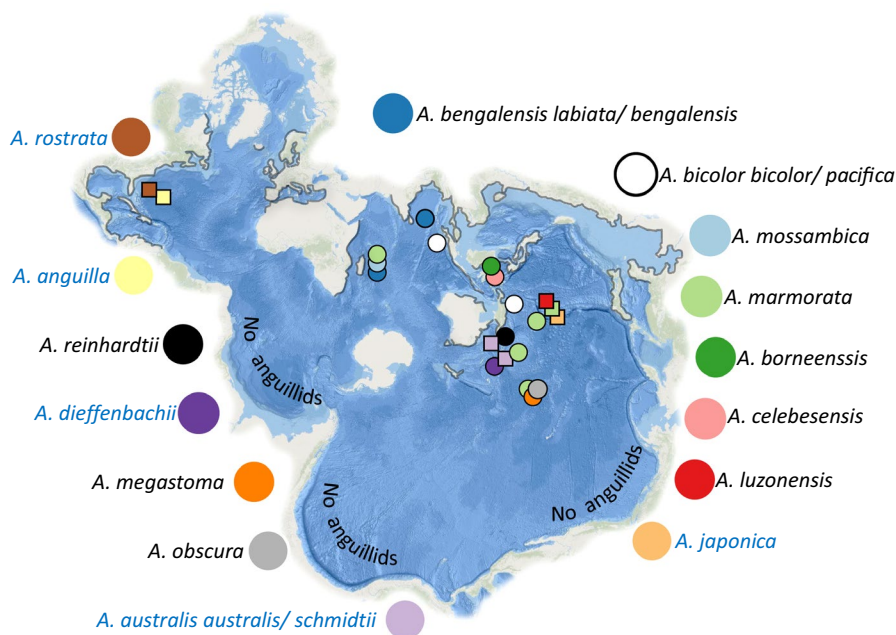 A. bengalensis labiata/ bengalensis
A. rostrata
A. bicolor bicolor/ pacifica
A. mossambica
A. anguilla
A. marmorata
No anguillids
A. reinhardtii
A. borneenssis
A. dieffenbachii
A. celebesensis
A. megastoma
No anguillids
No anguillids
A. luzonensis
A. obscura
A. japonica
A. australis australis/ schmidtii